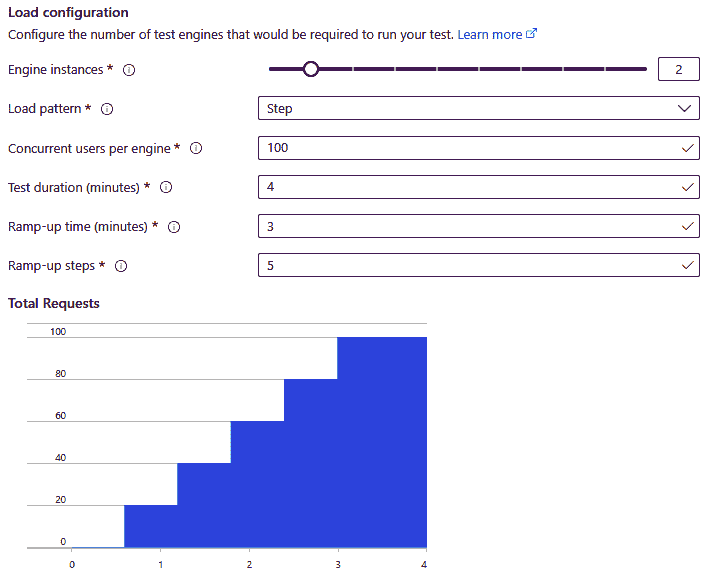 Load configuration
Configure the number of test engines that would be required to run your test. Learn more
Engine instances *
2
Load pattern *
Step
Concurrent users per engine *
100
Test duration (minutes) *
4
Ramp-up time (minutes) *
3
Ramp-up steps *
5
Total Requests
100
80
60
40
20
0
0 1 2 3 4